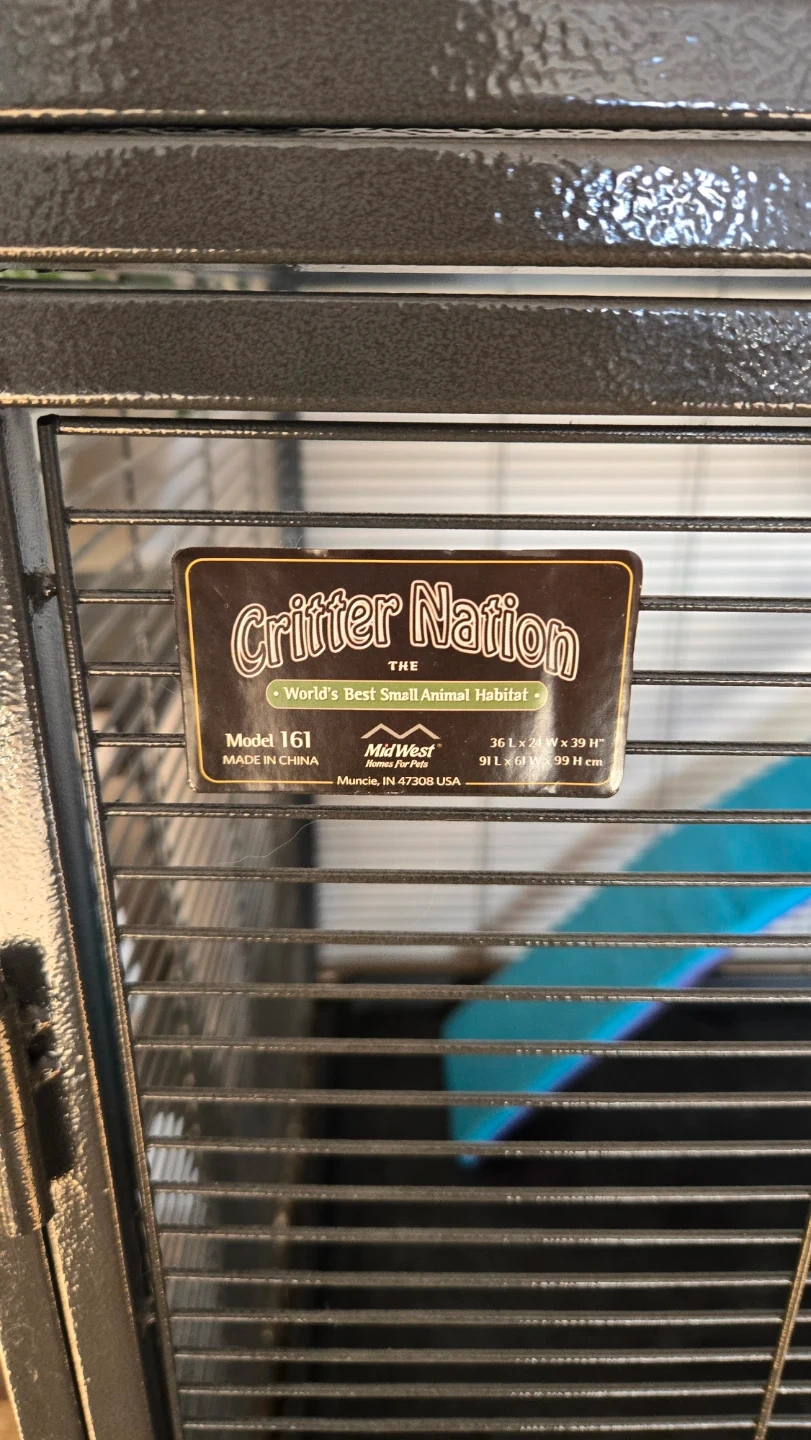 Critter Nation
THE
• World's Best Small Animal Habitat •
Model 161
MADE IN CHINA
MidWest®
Homes For Pets
36 L x 24 W x 39 H"
91 L x 61 W x 99 H cm
Muncie, IN 47308 USA